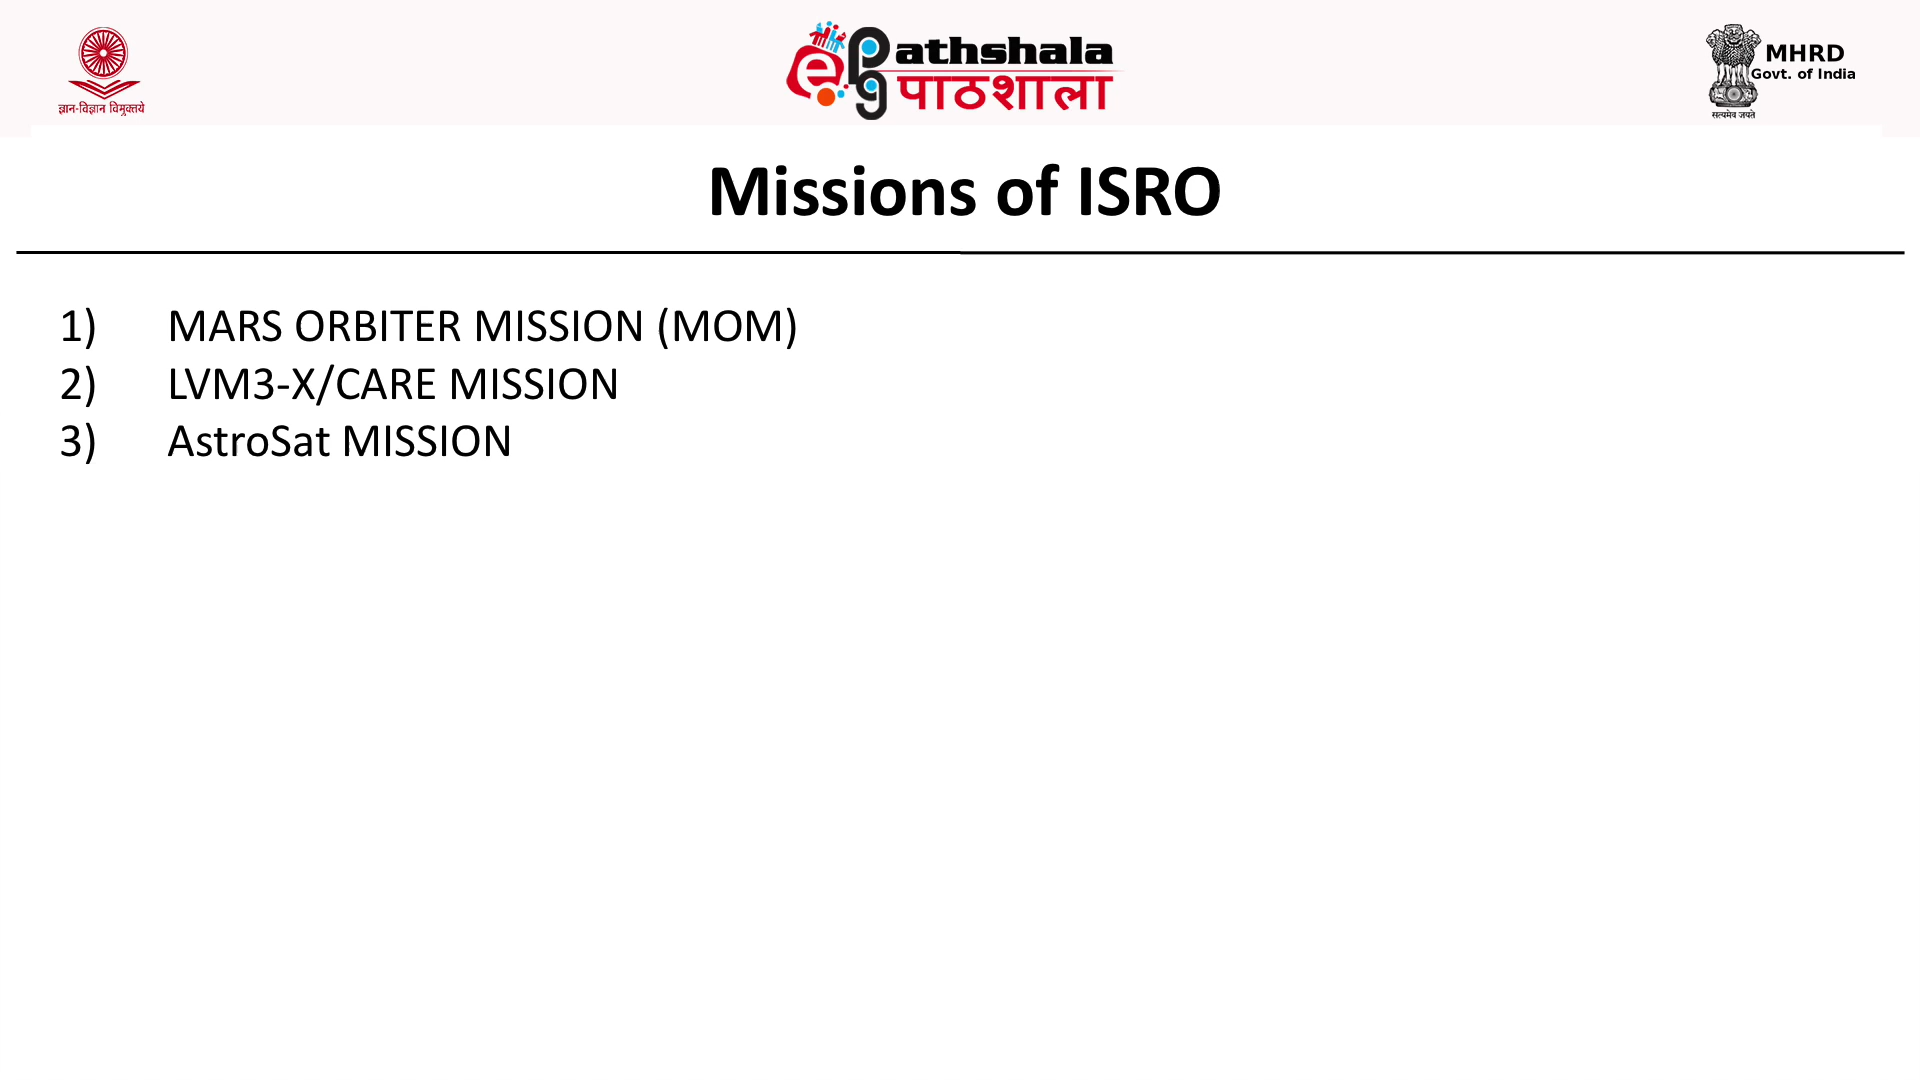 ज्ञान-विज्ञान विमुक्तये
ePGathshala
पाठशाला
MHRD
Govt. of India
सत्यमेव जयते
Missions of ISRO
1) MARS ORBITER MISSION (MOM)
2) LVM3-X/CARE MISSION
3) AstroSat MISSION